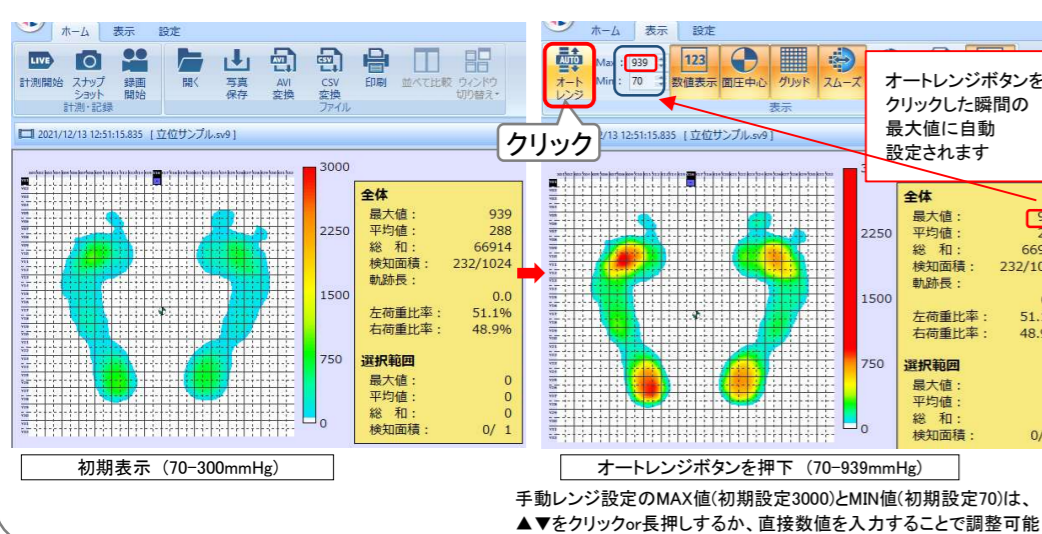 ホーム 表示 設定
LIVE
計測開始 スナップ ショット 録画 開始 開く 写真 保存 AVI 変換 CSV 変換 印刷 並べて比較 ウィンドウ 切り替え
計測・記録 ファイル
2021/12/13 12:51:15.835 [ 立位サンプル.sv9 ]
3000
2250
1500
750
0
全体
最大値： 939
平均値： 288
総 和： 66914
検知面積： 232/1024
軌跡長：
0.0
左荷重比率： 51.1%
右荷重比率： 48.9%
選択範囲
最大値： 0
平均値： 0
総 和： 0
検知面積： 0/ 1
初期表示（70-300mmHg）
ホーム 表示 設定
AUTO
オート レンジ
Max : 939
Min : 70
123
数値表示 面圧中心 グリッド スムーズ
表示
クリック
オートレンジボタンを
クリックした瞬間の
最大値に自動
設定されます
/13 12:51:15.835 [ 立位サンプル.sv9 ]
2250
1500
750
0
全体
最大値：
平均値：
総 和： 669
検知面積： 232/10
軌跡長：
左荷重比率： 51.
右荷重比率： 48.9
選択範囲
最大値：
平均値：
総 和：
検知面積： 0/
オートレンジボタンを押下（70-939mmHg）
手動レンジ設定のMAX値(初期設定3000)とMIN値(初期設定70)は、
▲▼をクリックor長押しするか、直接数値を入力することで調整可能